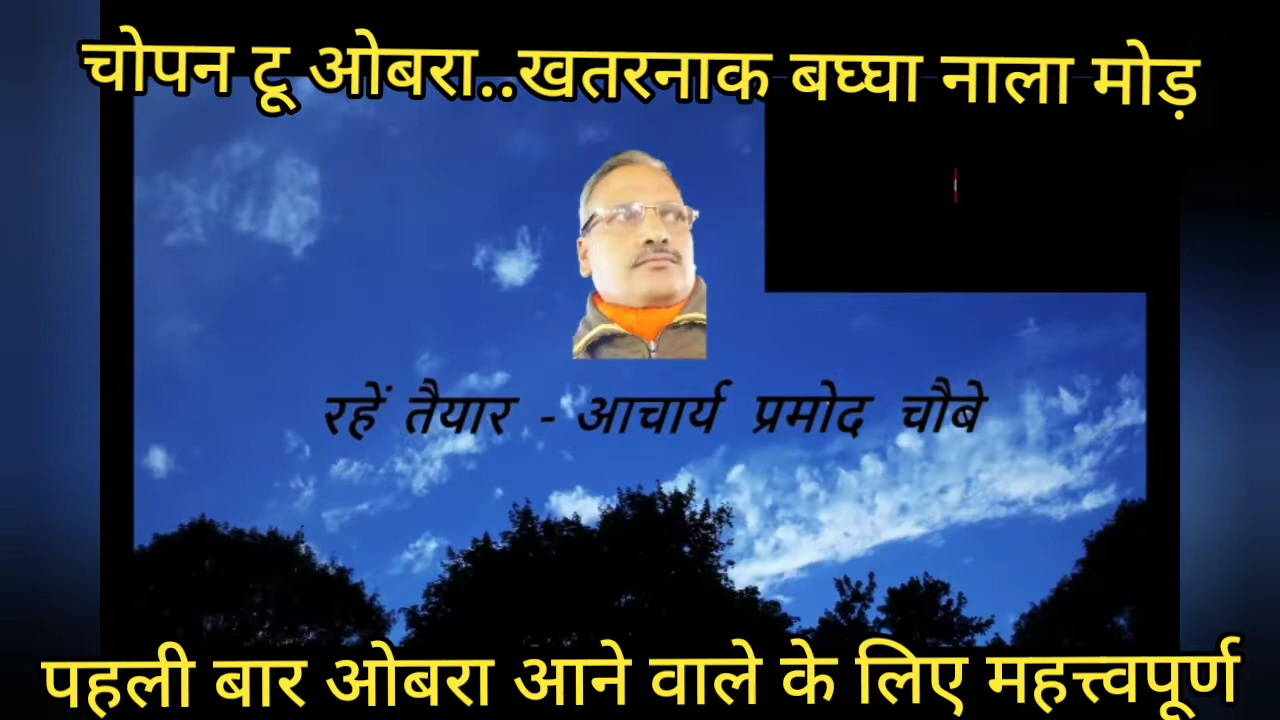 चोपन टू ओबरा..खतरनाक बघ्घा नाला मोड़
रहें तैयार - आचार्य प्रमोद चौबे
पहली बार ओबरा आने वाले के लिए महत्त्वपूर्ण